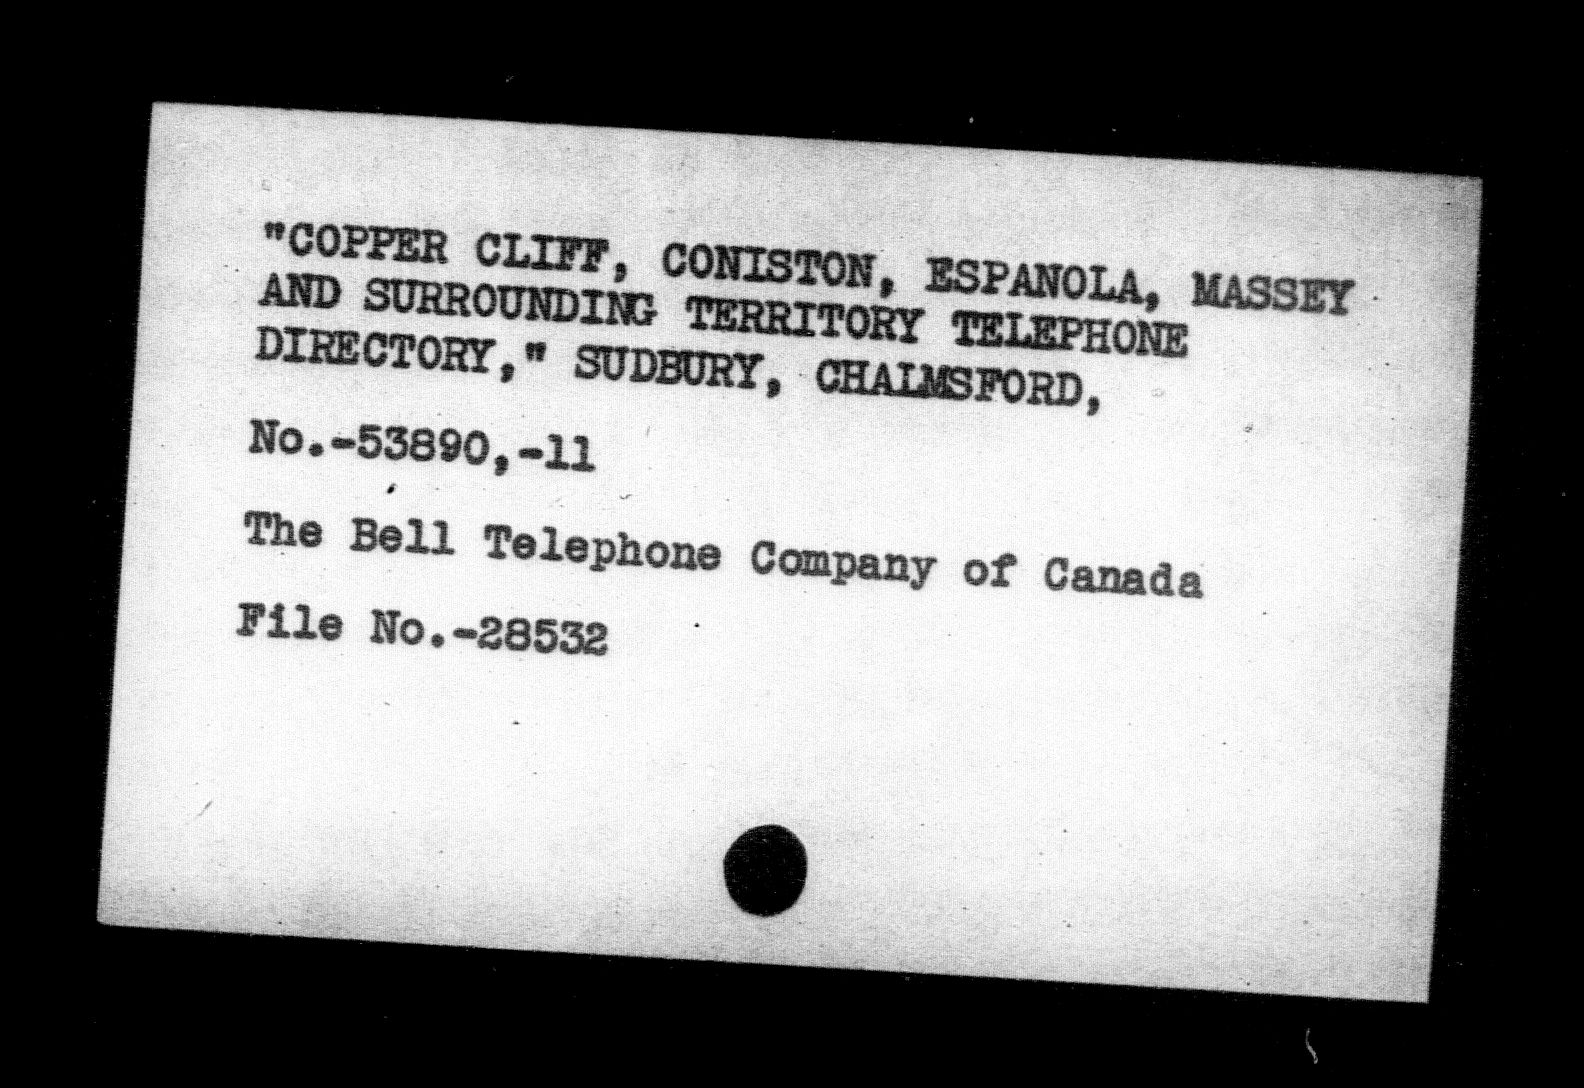 "COPPER CLIFF, CONISTON, ESPANOLA, MASSEY
AND SURROUNDING TERRITORY TELEPHONE
DIRECTORY," SUDBURY, CHALMSFORD,
No.-53890,-11
The Bell Telephone Company of Canada
File No.-28532